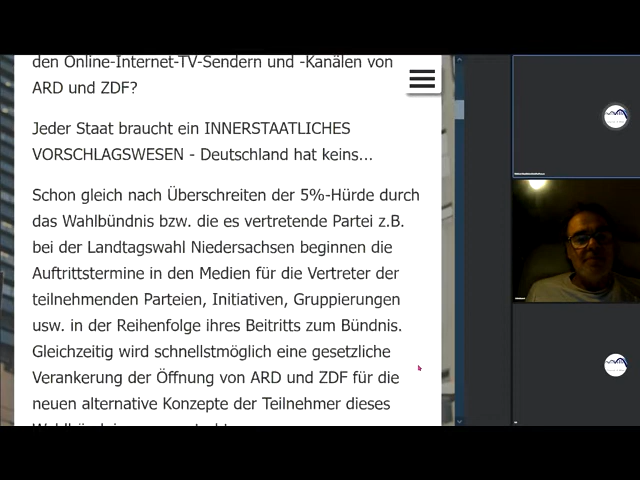 den Online-Internet-TV-Sendern und -Kanälen von
ARD und ZDF?
Jeder Staat braucht ein INNERSTAATLICHES
VORSCHLAGSWESEN - Deutschland hat keins...
Schon gleich nach Überschreiten der 5%-Hürde durch
das Wahlbündnis bzw. die es vertretende Partei z.B.
bei der Landtagswahl Niedersachsen beginnen die
Auftrittstermine in den Medien für die Vertreter der
teilnehmenden Parteien, Initiativen, Gruppierungen
usw. in der Reihenfolge ihres Beitritts zum Bündnis.
Gleichzeitig wird schnellstmöglich eine gesetzliche
Verankerung der Öffnung von ARD und ZDF für die
neuen alternative Konzepte der Teilnehmer dieses